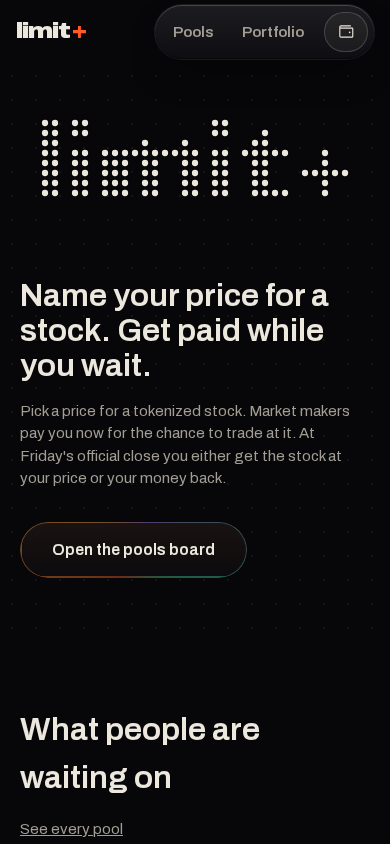 limit+
Pools
Portfolio
limit+
Name your price for a
stock. Get paid while
you wait.
Pick a price for a tokenized stock. Market makers
pay you now for the chance to trade at it. At
Friday's official close you either get the stock at
your price or your money back.
Open the pools board
What people are
waiting on
See every pool